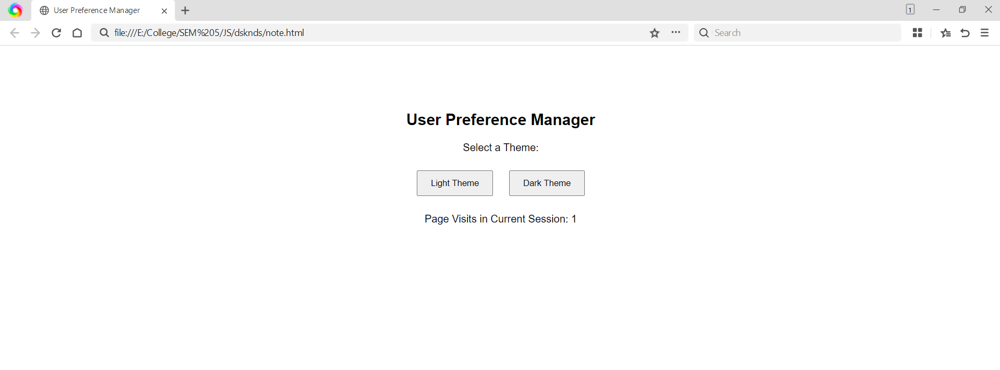 User Preference Manager
1
file:///E:/College/SEM%205/JS/dsknds/note.html
Search
User Preference Manager
Select a Theme:
Light Theme
Dark Theme
Page Visits in Current Session: 1